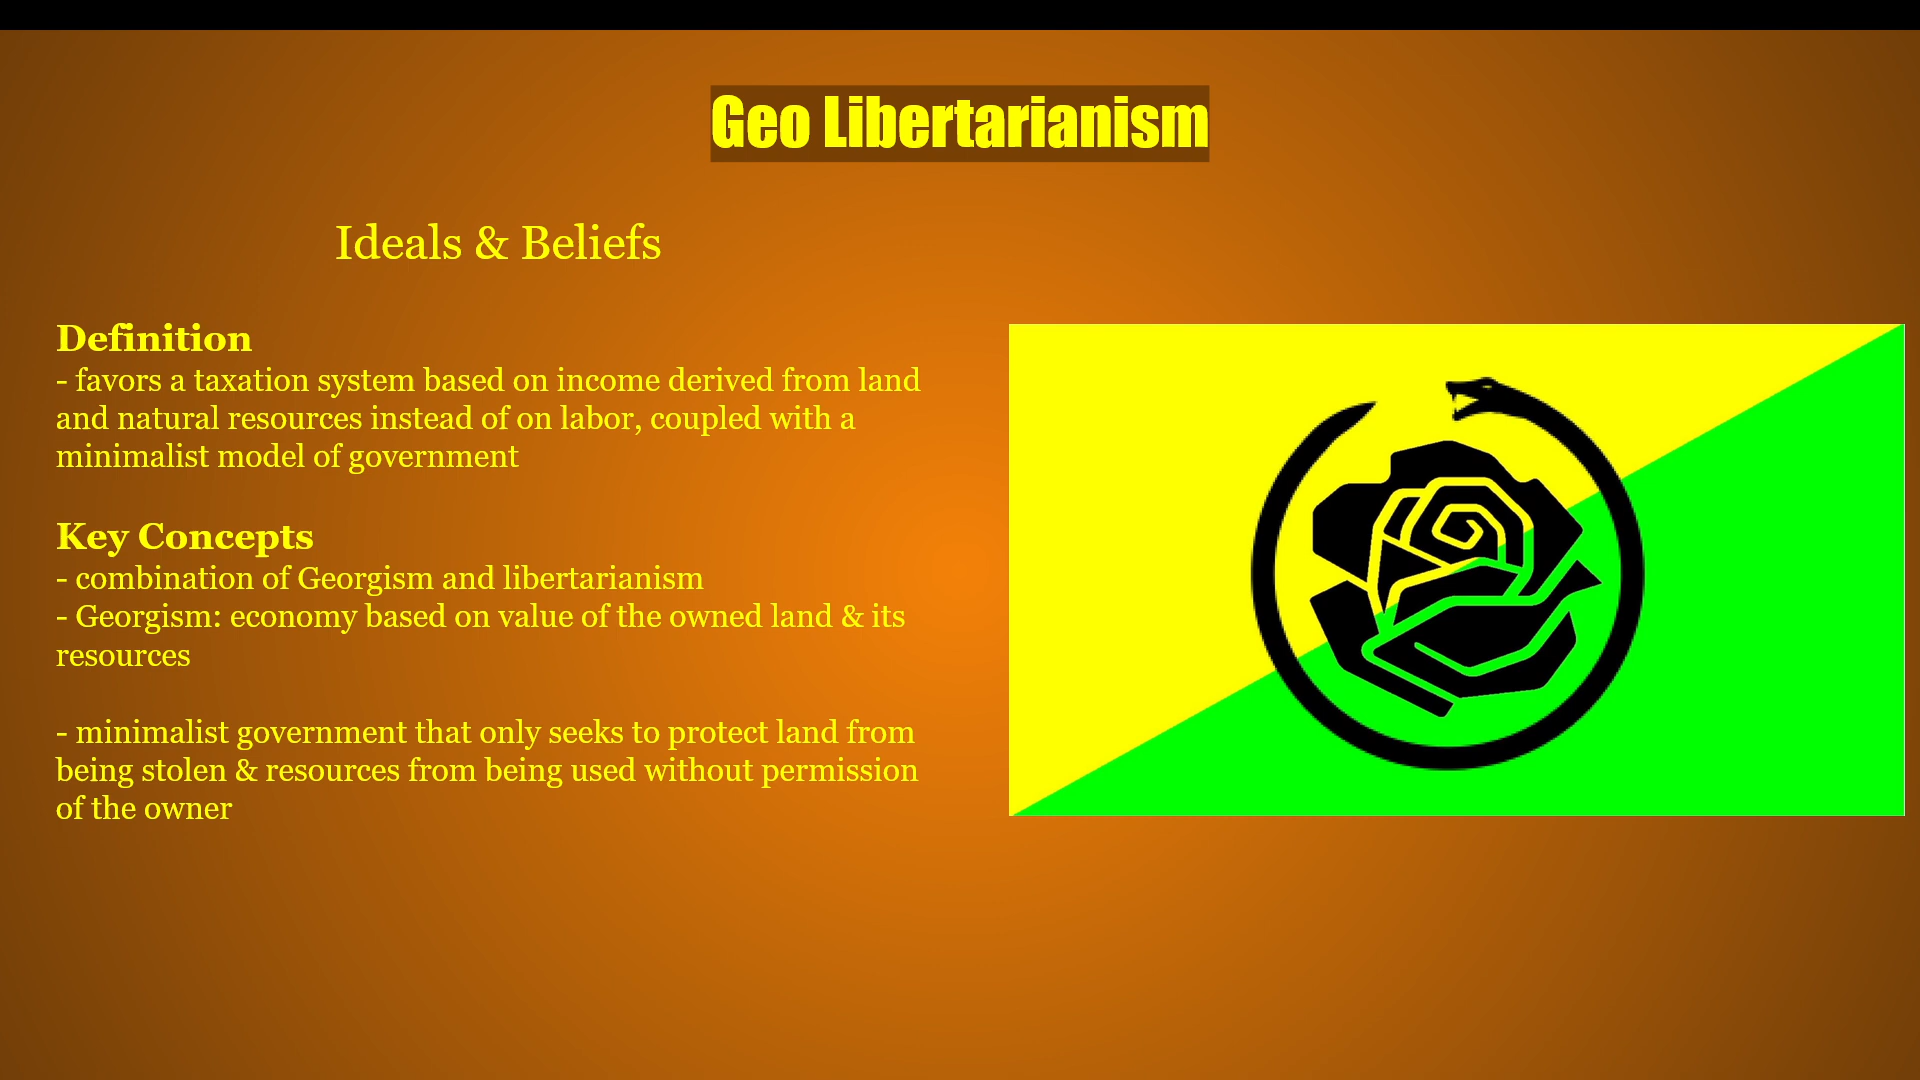 Geo Libertarianism
Ideals & Beliefs
Definition
- favors a taxation system based on income derived from land
and natural resources instead of on labor, coupled with a
minimalist model of government
Key Concepts
- combination of Georgism and libertarianism
- Georgism: economy based on value of the owned land & its
resources
- minimalist government that only seeks to protect land from
being stolen & resources from being used without permission
of the owner